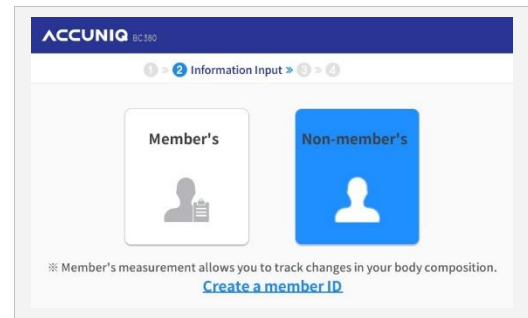 ACCUNIQ BC380
1 » 2 Information Input » 3 » 4
Member's
Non-member's
※ Member's measurement allows you to track changes in your body composition.
Create a member ID